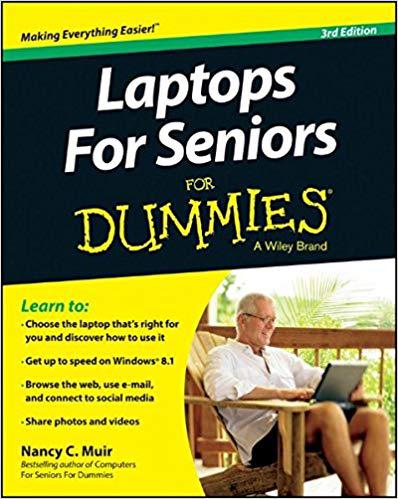 Making Everything Easier!™
3rd Edition
Laptops
For Seniors
FOR
DUMMIES®
A Wiley Brand
Learn to:
• Choose the laptop that's right for
you and discover how to use it
• Get up to speed on Windows® 8.1
• Browse the web, use e-mail,
and connect to social media
• Share photos and videos
Nancy C. Muir
Bestselling author of Computers
For Seniors For Dummies